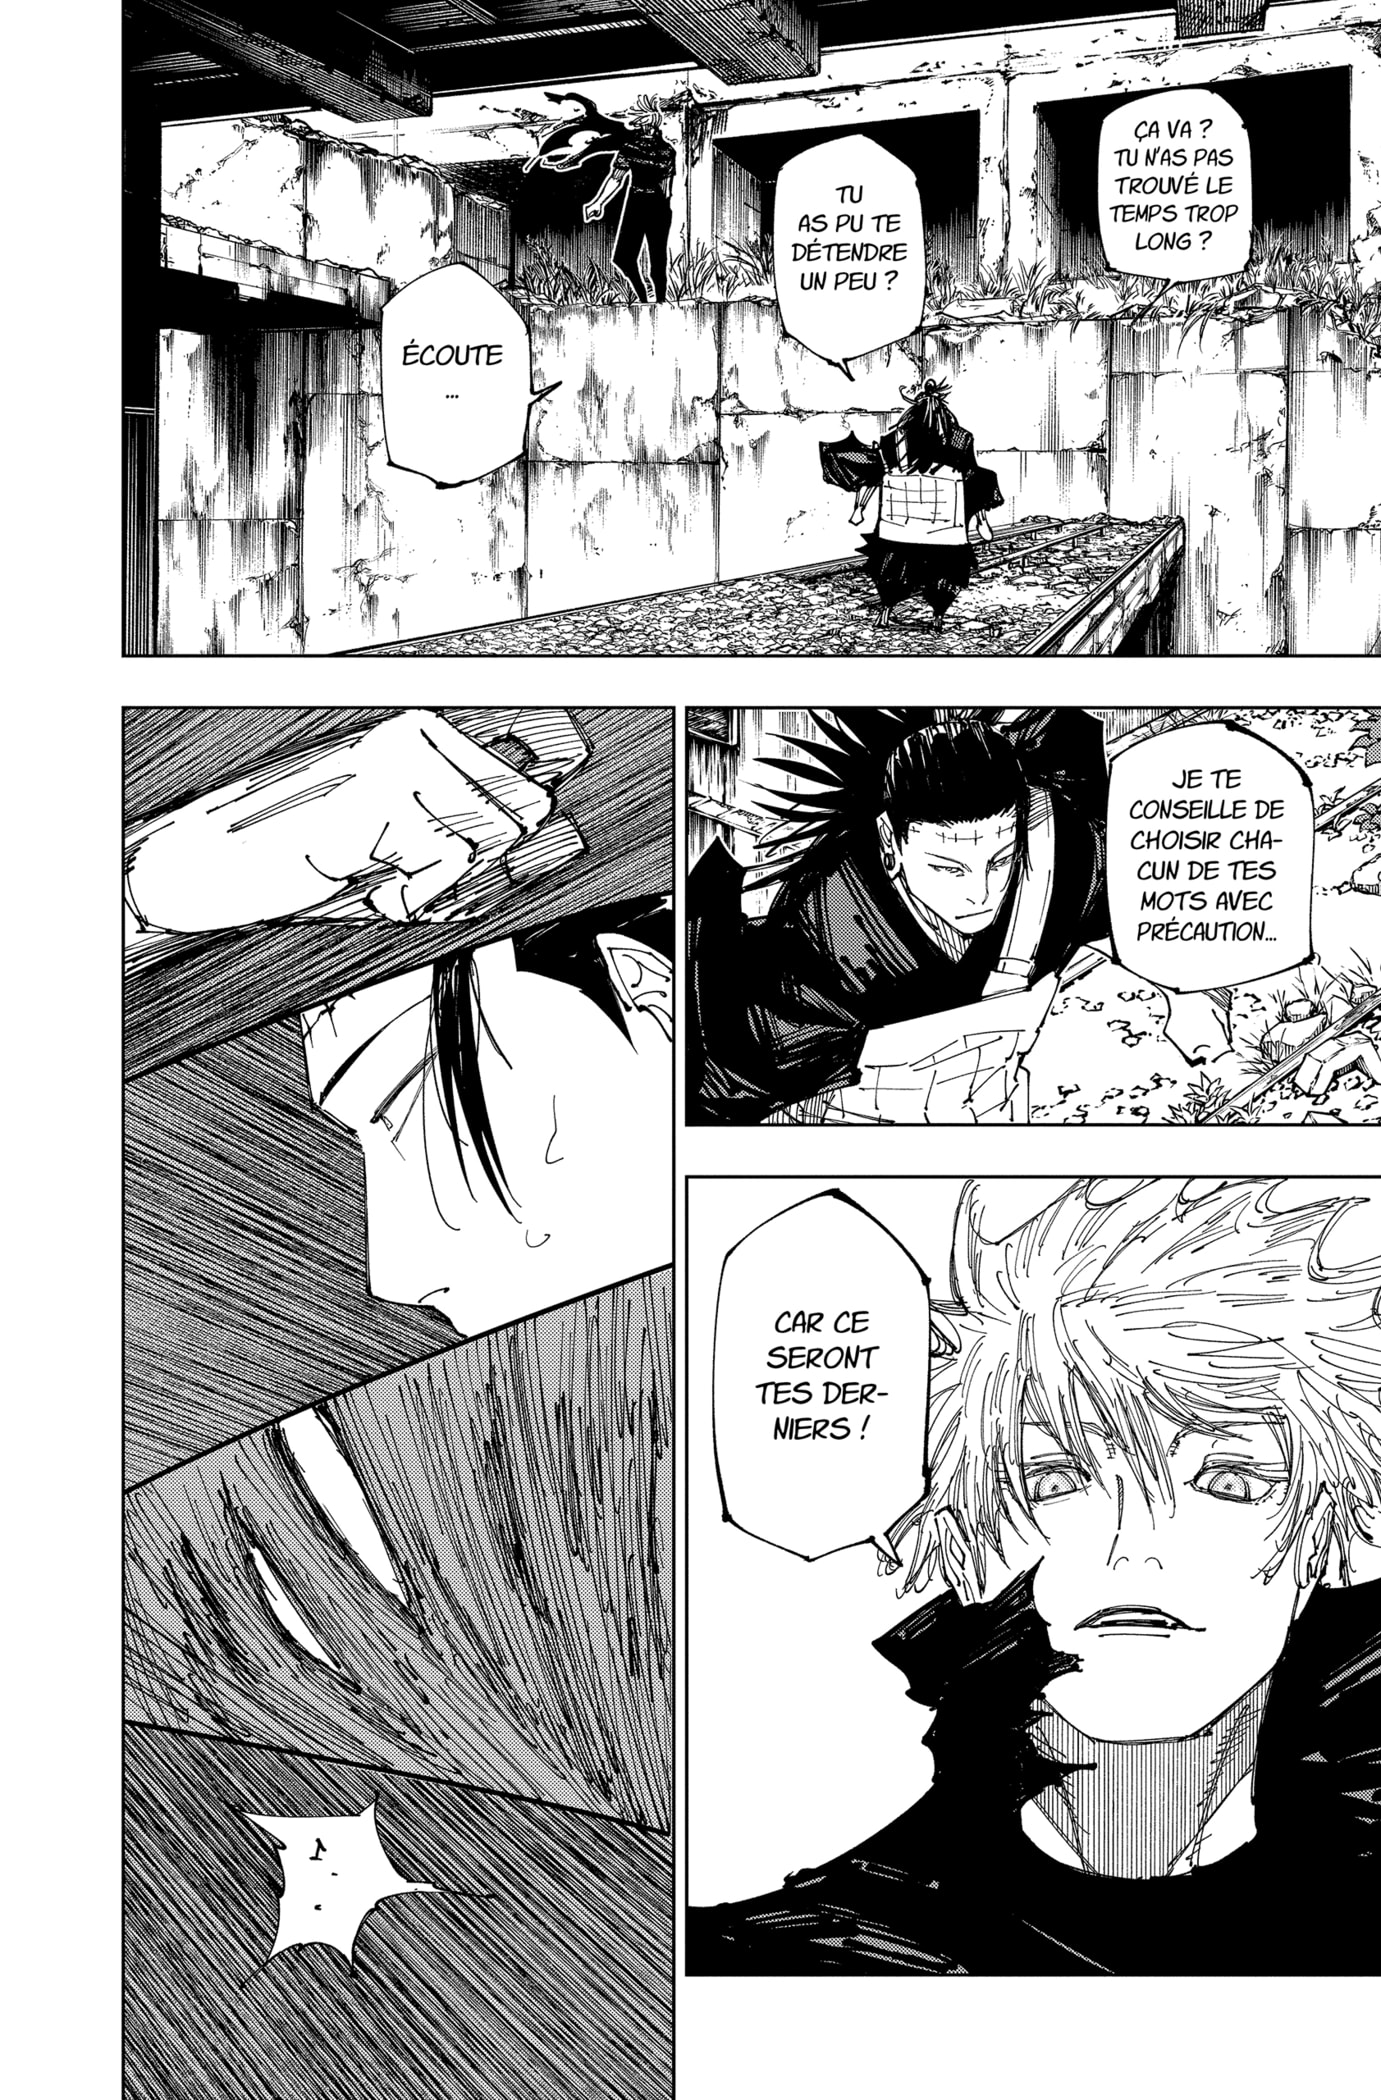 ÇA VA ?
TU N'AS PAS
TROUVÉ LE
TEMPS TROP
LONG ?
TU
AS PU TE
DÉTENDRE
UN PEU ?
ÉCOUTE
...
JE TE
CONSEILLE DE
CHOISIR CHA-
CUN DE TES
MOTS AVEC
PRÉCAUTION...
CAR CE
SERONT
TES DER-
NIERS !